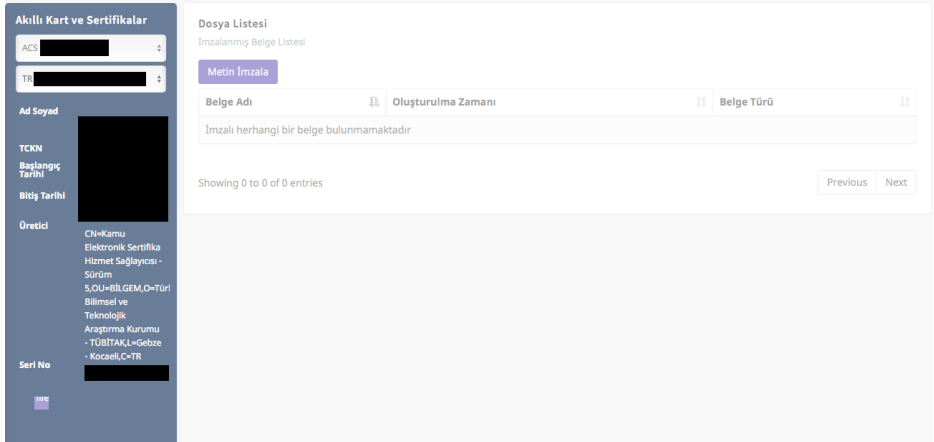 Akıllı Kart ve Sertifikalar
ACS
TR
Ad Soyad
TCKN
Başlangıç
Tarihi
Bitiş Tarihi
Üretici
CN=Kamu
Elektronik Sertifika
Hizmet Sağlayıcısı -
Sürüm
5,OU=BİLGEM,O=Türl
Bilimsel ve
Teknolojik
Araştırma Kurumu
- TÜBİTAK,L=Gebze
- Kocaeli,C=TR
Seri No
Dosya Listesi
İmzalanmış Belge Listesi
Metin İmzala
Belge Adı Oluşturulma Zamanı Belge Türü
İmzalı herhangi bir belge bulunmamaktadır
Showing 0 to 0 of 0 entries
Previous Next